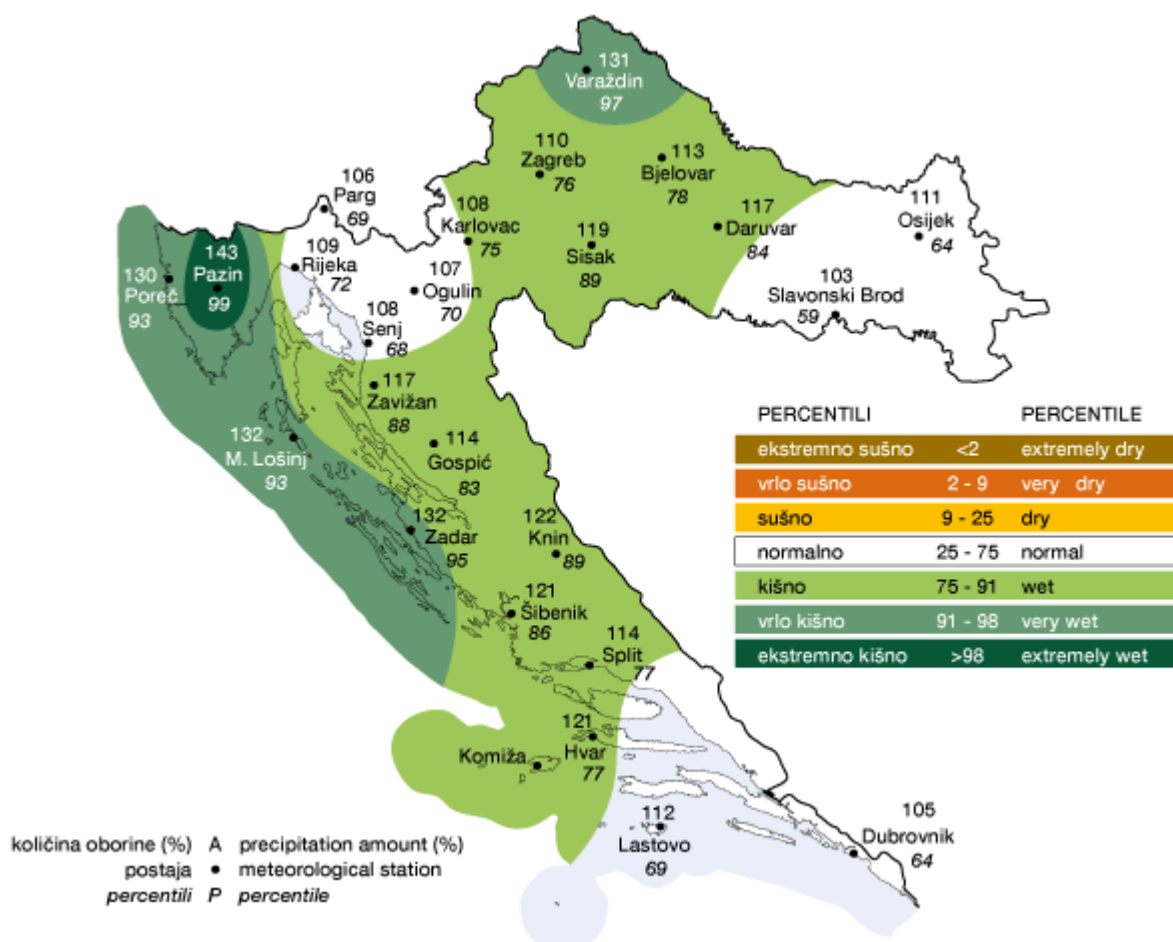 131
Varaždin
97
110
Zagreb
76
113
Bjelovar
78
106
Parg
69
108
Karlovac
75
117
Daruvar
84
111
Osijek
64
119
Sisak
89
143
Pazin
99
109
Rijeka
72
130
Poreč
93
107
Ogulin
70
103
Slavonski Brod
59
108
Senj
68
117
Zavižan
88
132
M. Lošinj
93
114
Gospić
83
132
Zadar
95
122
Knin
89
121
Šibenik
86
114
Split
77
121
Hvar
77
Komiža
112
Lastovo
69
105
Dubrovnik
64
PERCENTILI PERCENTILE
ekstremno sušno <2 extremely dry
vrlo sušno 2 - 9 very dry
sušno 9 - 25 dry
normalno 25 - 75 normal
kišno 75 - 91 wet
vrlo kišno 91 - 98 very wet
ekstremno kišno >98 extremely wet
količina oborine (%) A precipitation amount (%)
postaja ● meteorological station
percentili P percentile